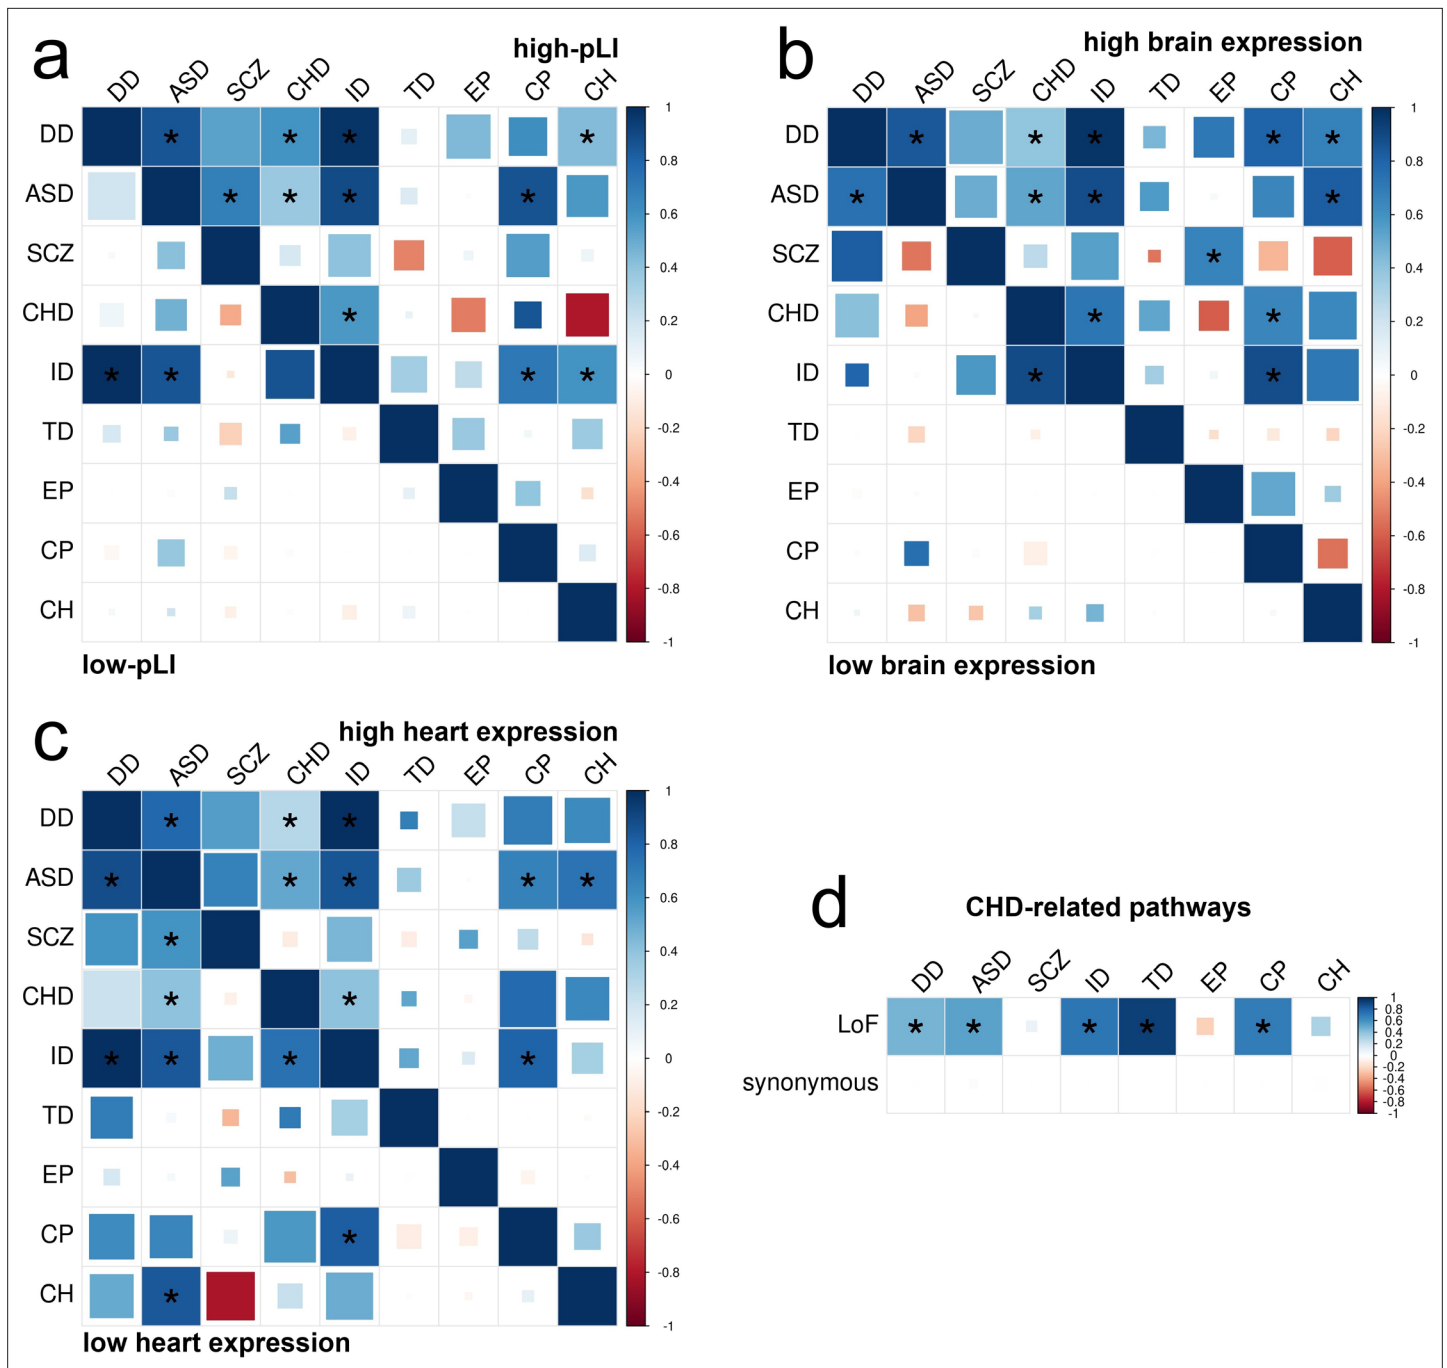 a
high-pLI
DD ASD SCZ CHD ID TD EP CP CH
DD * * * * 1
ASD * * * * 0.8
0.6
SCZ 0.4
CHD * 0.2
ID * * * * 0
TD -0.2
EP -0.4
CP -0.6
CH -0.8
-1
low-pLI
b
high brain expression
DD ASD SCZ CHD ID TD EP CP CH
DD * * * * * 1
ASD * * * * 0.8
0.6
SCZ * 0.4
CHD * * 0.2
ID * * 0
TD -0.2
EP -0.4
CP -0.6
CH -0.8
-1
low brain expression
c
high heart expression
DD ASD SCZ CHD ID TD EP CP CH
DD * * * 1
ASD * * * * * 0.8
0.6
SCZ * 0.4
CHD * * 0.2
ID * * * * 0
TD -0.2
EP -0.4
CP * -0.6
CH * -0.8
-1
low heart expression
d
CHD-related pathways
DD ASD SCZ ID TD EP CP CH
LoF * * * * *
synonymous
1
0.8
0.6
0.4
0.2
0
-0.2
-0.4
-0.6
-0.8
-1